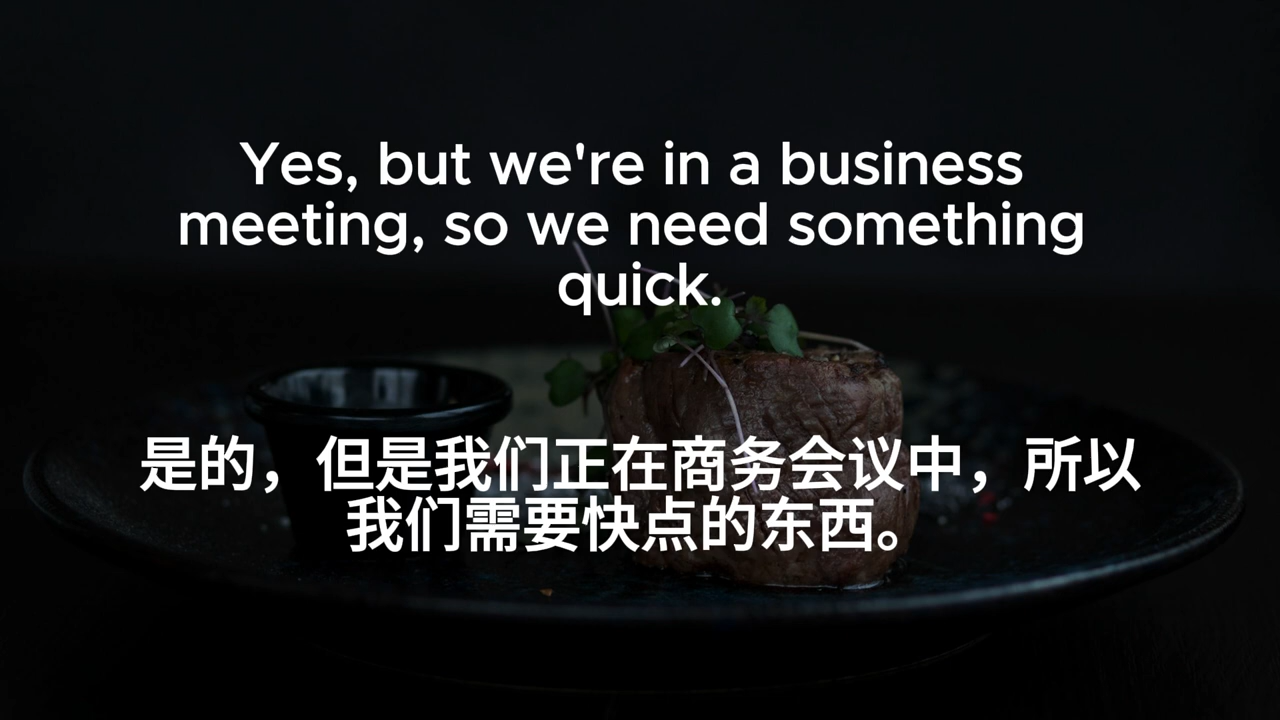 Yes, but we're in a business
meeting, so we need something
quick.
是的，但是我们正在商务会议中，所以
我们需要快点的东西。